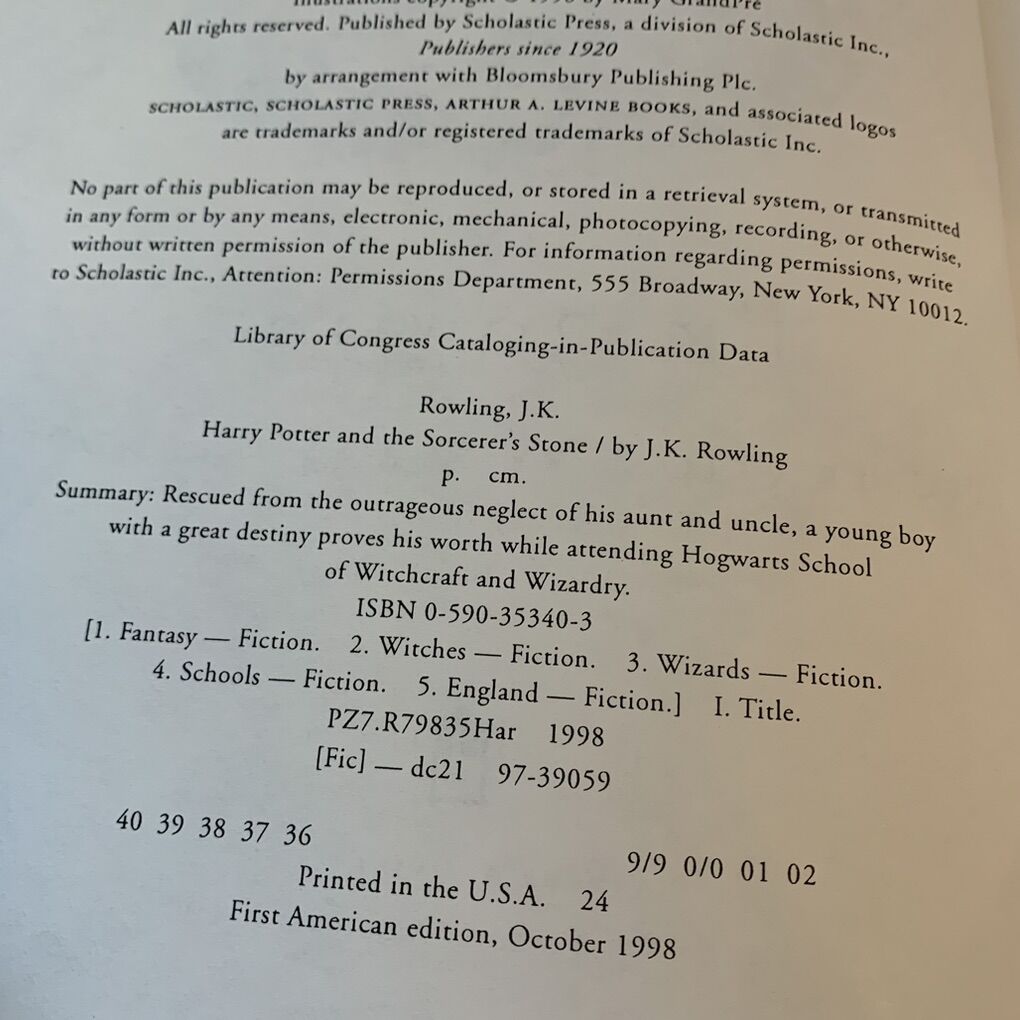 Illustrations copyright © 1998 by Mary GrandPré
All rights reserved. Published by Scholastic Press, a division of Scholastic Inc.,
Publishers since 1920
by arrangement with Bloomsbury Publishing Plc.
SCHOLASTIC, SCHOLASTIC PRESS, ARTHUR A. LEVINE BOOKS, and associated logos
are trademarks and/or registered trademarks of Scholastic Inc.
No part of this publication may be reproduced, or stored in a retrieval system, or transmitted
in any form or by any means, electronic, mechanical, photocopying, recording, or otherwise,
without written permission of the publisher. For information regarding permissions, write
to Scholastic Inc., Attention: Permissions Department, 555 Broadway, New York, NY 10012.
Library of Congress Cataloging-in-Publication Data
Rowling, J.K.
Harry Potter and the Sorcerer's Stone / by J.K. Rowling
p. cm.
Summary: Rescued from the outrageous neglect of his aunt and uncle, a young boy
with a great destiny proves his worth while attending Hogwarts School
of Witchcraft and Wizardry.
ISBN 0-590-35340-3
[1. Fantasy — Fiction. 2. Witches — Fiction. 3. Wizards — Fiction.
4. Schools — Fiction. 5. England — Fiction.] I. Title.
PZ7.R79835Har 1998
[Fic] — dc21 97-39059
40 39 38 37 36 9/9 0/0 01 02
Printed in the U.S.A. 24
First American edition, October 1998